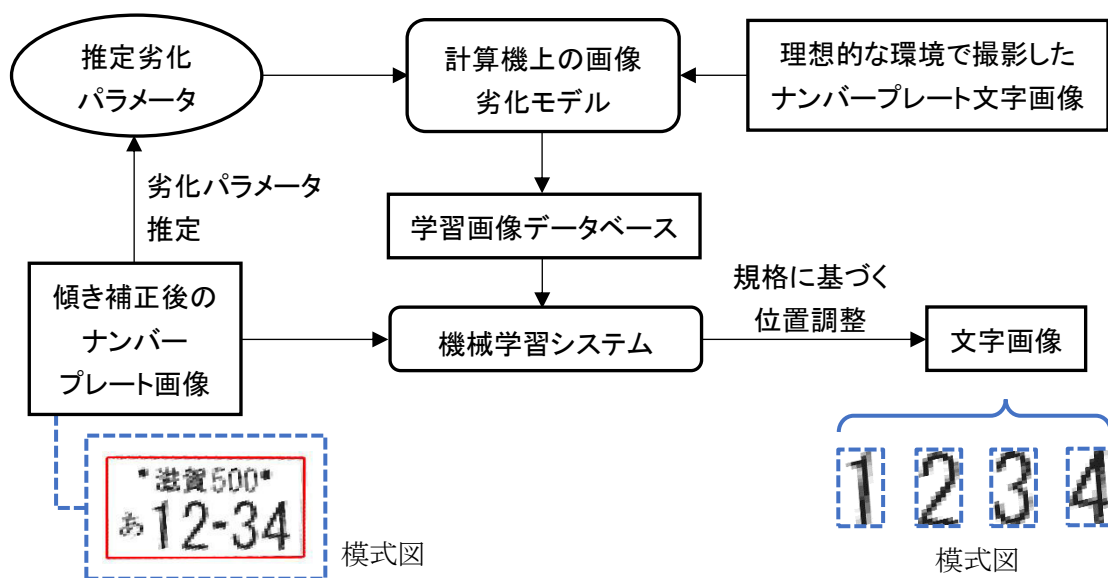 推定劣化
パラメータ
計算機上の画像
劣化モデル
理想的な環境で撮影した
ナンバープレート文字画像
劣化パラメータ
推定
学習画像データベース
傾き補正後の
ナンバー
プレート画像
機械学習システム
規格に基づく
位置調整
文字画像
滋賀500
あ12-34
模式図
1 2 3 4
模式図